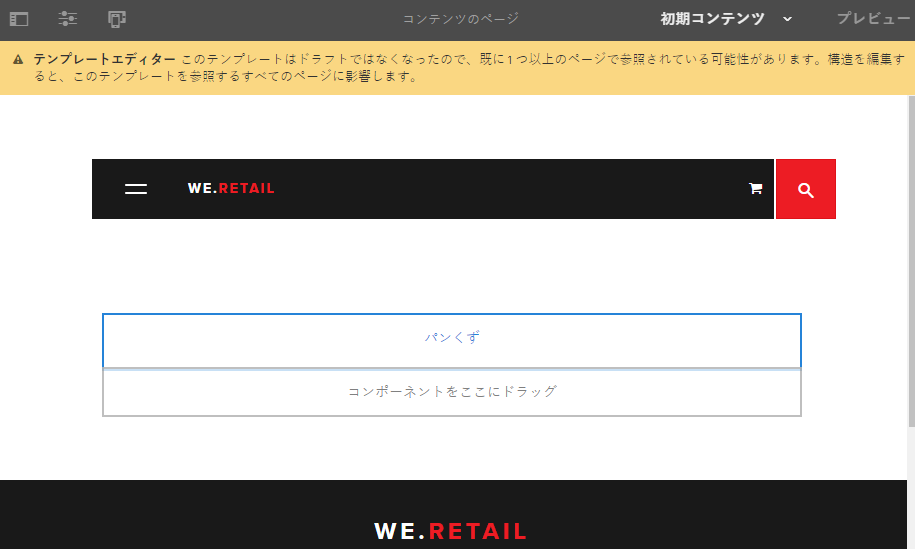 コンテンツのページ 初期コンテンツ プレビュー
テンプレートエディター このテンプレートはドラフトではなくなったので、既に 1 つ以上のページで参照されている可能性があります。構造を編集す
ると、このテンプレートを参照するすべてのページに影響します。
WE.RETAIL
パンくず
コンポーネントをここにドラッグ
WE.RETAIL